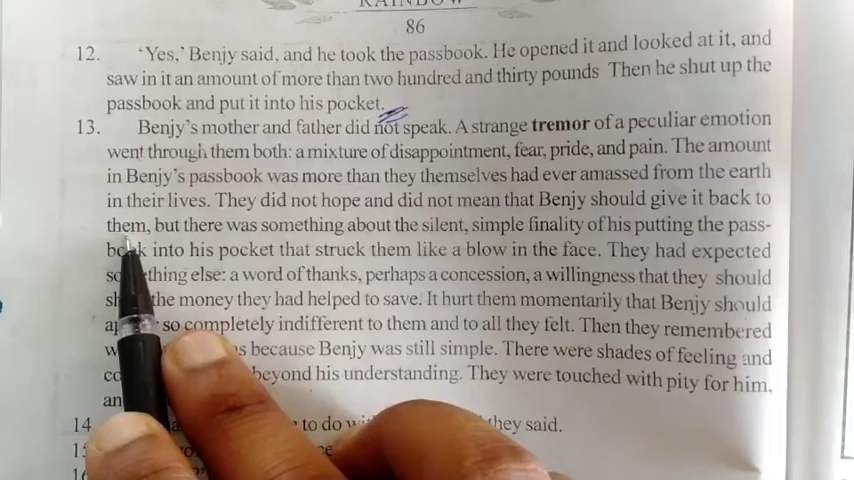 RAINBOW
86
12. 'Yes,' Benjy said, and he took the passbook. He opened it and looked at it, and
saw in it an amount of more than two hundred and thirty pounds Then he shut up the
passbook and put it into his pocket.
13. Benjy's mother and father did not speak. A strange tremor of a peculiar emotion
went through them both: a mixture of disappointment, fear, pride, and pain. The amount
in Benjy's passbook was more than they themselves had ever amassed from the earth
in their lives. They did not hope and did not mean that Benjy should give it back to
them, but there was something about the silent, simple finality of his putting the pass-
book into his pocket that struck them like a blow in the face. They had expected
something else: a word of thanks, perhaps a concession, a willingness that they should
the money they had helped to save. It hurt them momentarily that Benjy should
so completely indifferent to them and to all they felt. Then they remembered
because Benjy was still simple. There were shades of feeling and
beyond his understanding. They were touched with pity for him,
14 to do they said.